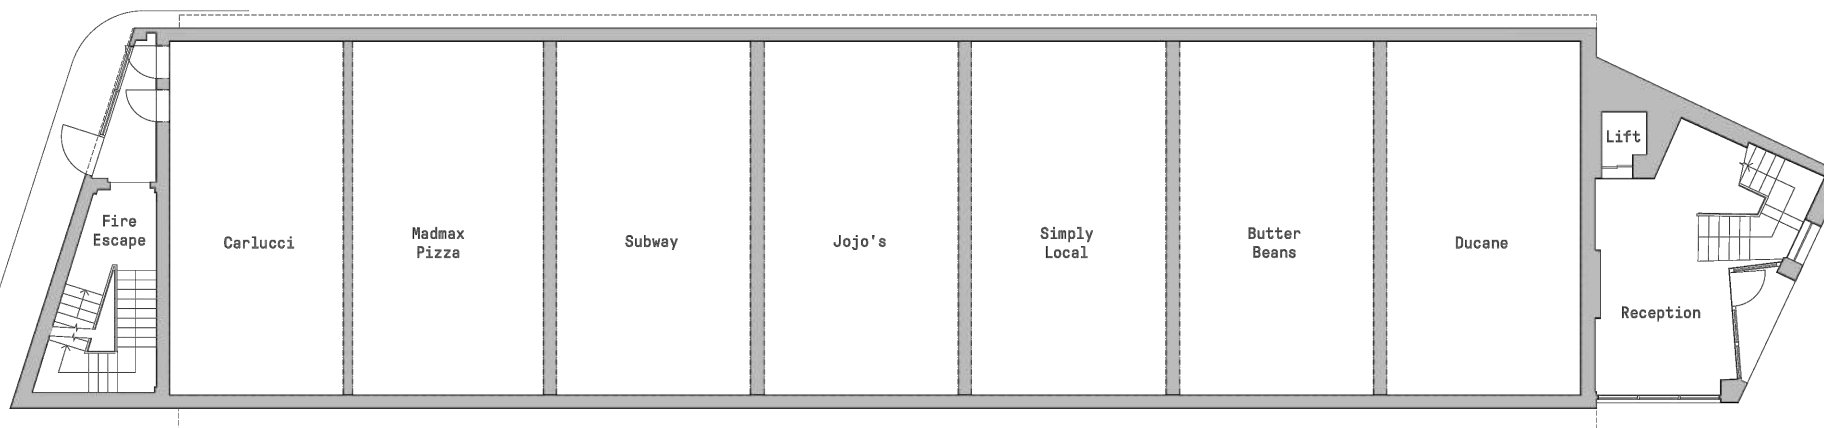 Lift
Fire
Escape
Carlucci
Madmax
Pizza
Subway
Jojo's
Simply
Local
Butter
Beans
Ducane
Reception